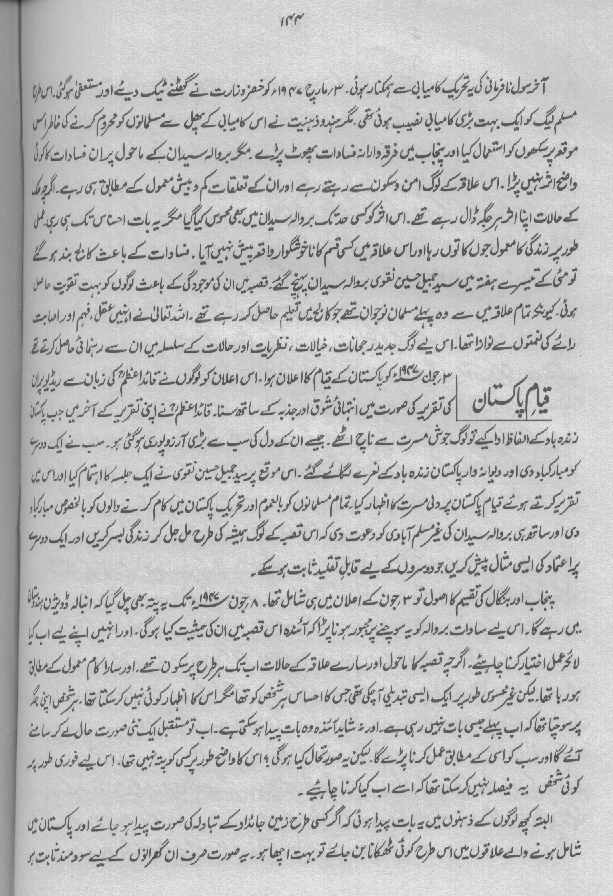 ۱۴۴
آخر سول نافرمانی کی یہ تحریک کامیابی سے ہمکنار ہوئی۔ ۳؍مارچ ۱۹۴۷ء کو خضر وزارت نے گھٹنے ٹیک دیئے اور مستعفی ہو گئی۔ اس طرح
مسلم لیگ کو ایک بہت بڑی کامیابی نصیب ہوئی تھی۔ مگر ہندو ذہنیت نے اس کامیابی کے پھل سے مسلمانوں کو محروم کرنے کی خاطر اس
موقعہ پر سکھوں کو استعمال کیا اور پنجاب میں فرقہ وارانہ فسادات پھوٹ پڑے۔ مگر بروالہ سیدان کے ماحول پر ان فسادات کا کوئی
واضح اثر نہیں پڑا۔ اس علاقہ کے لوگ امن و سکون سے رہتے رہے اور ان کے تعلقات کم و بیش معمول کے مطابق ہی رہے۔ اگرچہ ملک
کے حالات اپنا اثر ہر جگہ ڈال رہے تھے۔ اس اثر کو کسی حد تک بروالہ سیدان میں بھی محسوس کیا گیا مگر یہ بات احساس تک ہی رہی۔ عملی
طور پر زندگی کا معمول جوں کا توں رہا اور اس علاقہ میں کسی قسم کا ناخوشگوار واقعہ پیش نہیں آیا۔ فسادات کے باعث کالج بند ہو گئے
تو مئی کے تیسرے ہفتہ میں سید جمیل حسین نقوی بروالہ سیدان پہنچ گئے۔ قصبہ میں ان کی موجودگی کے باعث لوگوں کو بہت تقویت حاصل
ہوئی۔ کیونکہ تمام علاقہ میں سے وہ پہلے مسلمان نوجوان تھے جو کالج میں تعلیم حاصل کر رہے تھے۔ اللہ تعالیٰ نے انہیں عقل، فہم اور اصابت
رائے کی نعمتوں سے نوازا تھا۔ اس لیے لوگ جدید رجحانات، خیالات، نظریات اور حالات کے سلسلہ میں ان سے رہنمائی حاصل کرتے تھے
قیامِ پاکستان
۳؍جون ۱۹۴۷ء کو پاکستان کے قیام کا اعلان ہوا۔ اس اعلان کو لوگوں نے قائداعظمؒ کی زبان سے ریڈیو پر ان
کی تقریر کی صورت میں انتہائی شوق اور جذبہ کے ساتھ سنا۔ قائداعظمؒ نے اپنی تقریر کے آخر میں جب پاکستان
زندہ باد کے الفاظ ادا کیے تو لوگ جوش مسرت سے ناچ اٹھے۔ جیسے ان کے دل کی سب سے بڑی آرزو پوری ہو گئی ہو۔ سب نے ایک دوسرے
کو مبارکباد دی اور دیوانہ وار پاکستان زندہ باد کے نعرے لگائے گئے۔ اس موقع پر سید جمیل حسین نقوی نے ایک جلسہ کا اہتمام کیا اور اس میں
تقریر کرتے ہوئے قیامِ پاکستان پر دلی مسرت کا اظہار کیا، تمام مسلمانوں کو بالعموم اور تحریک پاکستان میں کام کرنے والوں کو بالخصوص مبارکباد
دی اور ساتھ ہی بروالہ سیدان کی غیر مسلم آبادی کو دعوت دی کہ اس قصبہ کے لوگ ہمیشہ کی طرح مل جل کر زندگی بسر کریں اور ایک دوسرے
پر اعتماد کی ایسی مثال پیش کریں جو دوسروں کے لیے قابلِ تقلید ثابت ہو سکے۔
پنجاب اور بنگال کی تقسیم کا اصول تو ۳ جون کے اعلان میں ہی شامل تھا۔ ۸؍جون ۱۹۴۷ء تک یہ پتہ بھی چل گیا کہ انبالہ ڈویژن ہندوستان
میں رہے گا۔ اس لیے سادات بروالہ کو یہ سوچنے پر مجبور ہونا پڑا کہ آئندہ اس قصبہ میں ان کی حیثیت کیا ہوگی۔ اور انہیں اپنے لیے اب کیا
لائحہ عمل اختیار کرنا چاہیئے۔ اگرچہ قصبہ کا ماحول اور سارے علاقہ کے حالات اب تک ہر طرح پر سکون تھے۔ اور سارا کام معمول کے مطابق
ہو رہا تھا۔ لیکن غیر محسوس طور پر ایک ایسی تبدیلی آ چکی تھی جس کا احساس ہر شخص کو تھا مگر اس کا اظہار کوئی نہیں کر سکتا تھا۔ ہر شخص اپنی جگہ
پر سوچتا تھا کہ اب پہلے جیسی بات نہیں رہی ہے۔ اور نہ شاید آئندہ وہ بات پیدا ہو سکتی ہے۔ اب تو مستقبل ایک نئی صورت حال لے کر سامنے
آئے گا اور سب کو اسی کے مطابق عمل کرنا پڑے گا۔ لیکن یہ صورتحال کیا ہوگی؟ اس کا واضح طور پر کسی کو پتہ نہیں تھا۔ اس لیے فوری طور پر
کوئی شخص یہ فیصلہ نہیں کر سکتا تھا کہ اسے اب کیا کرنا چاہیئے۔
البتہ کچھ لوگوں کے ذہنوں میں یہ بات پیدا ہوئی کہ اگر کسی طرح زمین جائداد کے تبادلہ کی صورت پیدا ہو جائے اور پاکستان میں
شامل ہونے والے علاقوں میں اس طرح کوئی ٹھکانا بن جائے تو بہت اچھا ہو۔ یہ صورت صرف ان گھرانوں کے لیے سودمند ثابت ہو